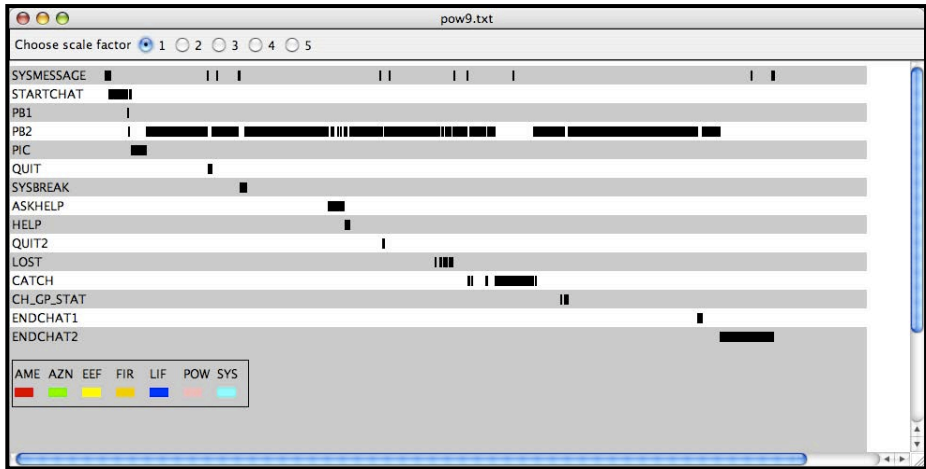 pow9.txt
Choose scale factor 1 2 3 4 5
SYSMESSAGE
STARTCHAT
PB1
PB2
PIC
QUIT
SYSBREAK
ASKHELP
HELP
QUIT2
LOST
CATCH
CH_GP_STAT
ENDCHAT1
ENDCHAT2
AME AZN EEF FIR LIF POW SYS